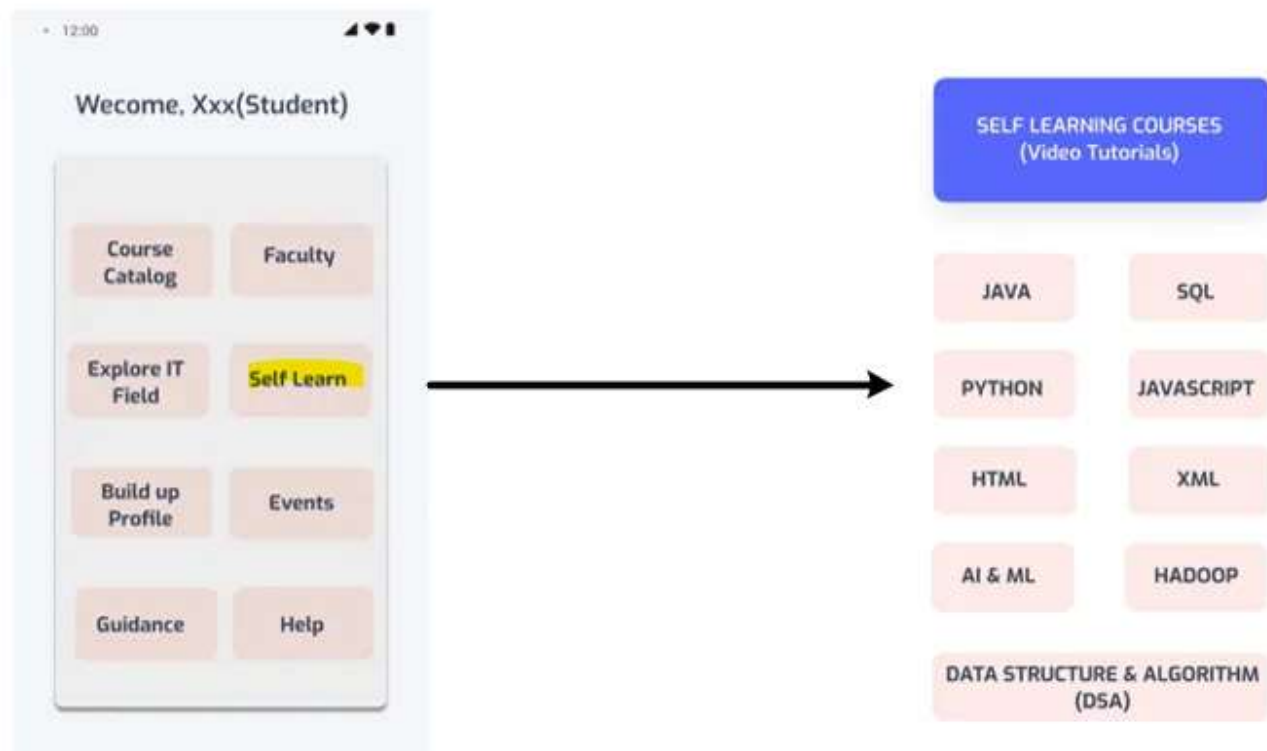 12:00
Wecome, Xxx(Student)
Course
Catalog
Faculty
Explore IT
Field
Self Learn
Build up
Profile
Events
Guidance
Help
SELF LEARNING COURSES
(Video Tutorials)
JAVA
SQL
PYTHON
JAVASCRIPT
HTML
XML
AI & ML
HADOOP
DATA STRUCTURE & ALGORITHM
(DSA)